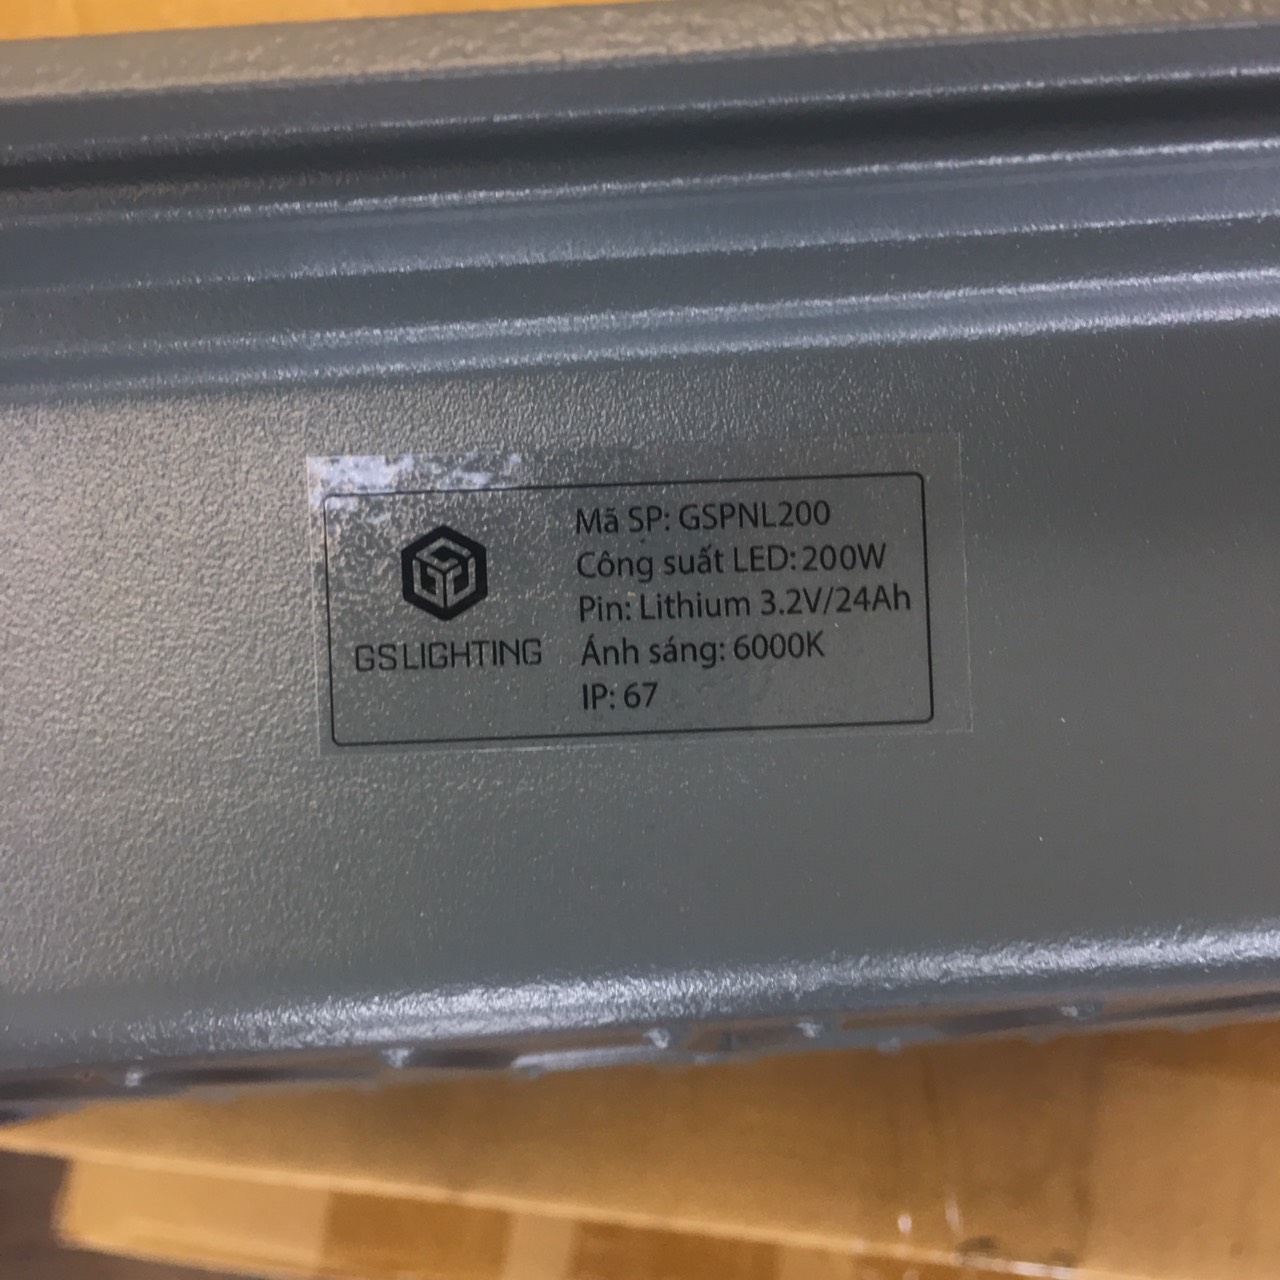 GSLIGHTING
Mã SP: GSPNL200
Công suất LED: 200W
Pin: Lithium 3.2V/24Ah
Ánh sáng: 6000K
IP: 67